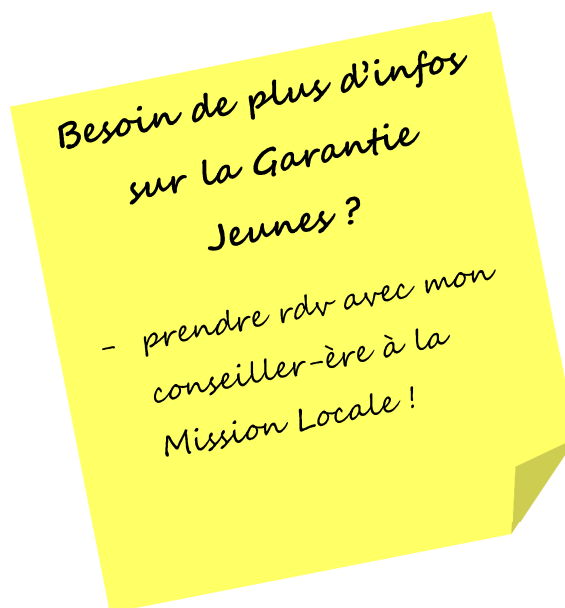 Besoin de plus d'infos
sur la Garantie
Jeunes ?
- prendre rdv avec mon
conseiller-ère à la
Mission Locale !